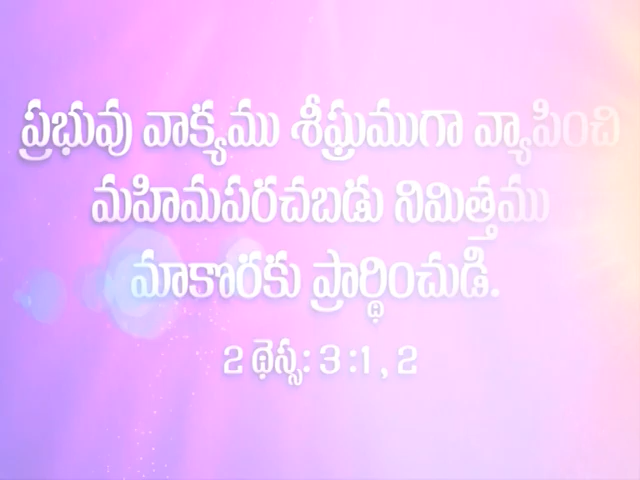 ప్రభువు వాక్యము శీఘ్రముగా వ్యాపించి
మహిమపరచబడు నిమిత్తము
మాకొరకు ప్రార్థించుడి.
2 థెస్స: 3 :1 , 2